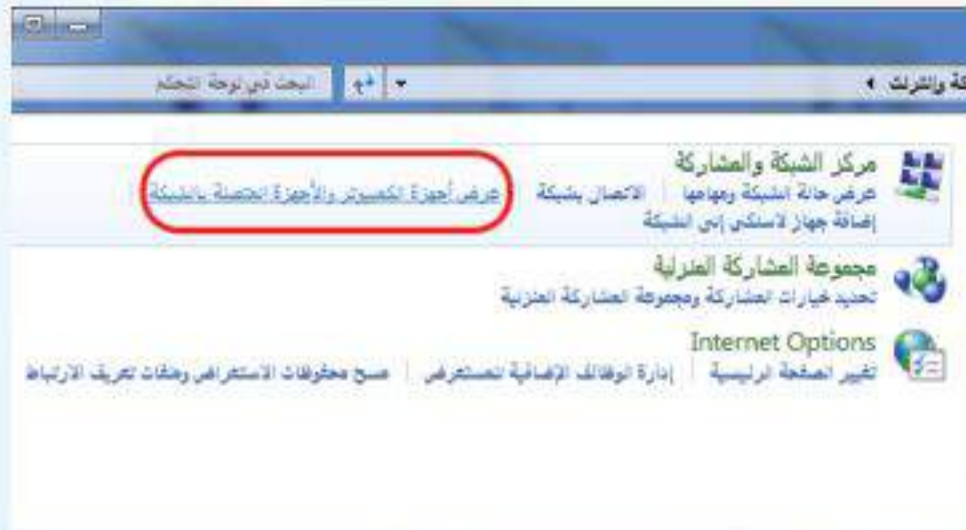 كة وانترنت
البحث في لوحة التحكم
مركز الشبكة والمشاركة
عرض حالة الشبكة ومهامها | الاتصال بشبكة | عرض أجهزة الكمبيوتر والأجهزة المتصلة بالشبكة
إضافة جهاز لاسلكي إلى الشبكة
مجموعة المشاركة المنزلية
تحديد خيارات المشاركة ومجموعة المشاركة المنزلية
Internet Options
تغيير الصفحة الرئيسية | إدارة الوظائف الإضافية للمستعرض | مسح محفوظات الاستعراض وملفات تعريف الارتباط